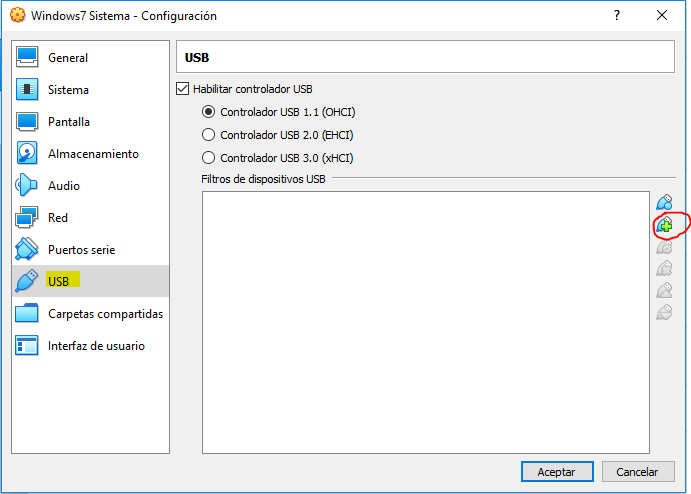 Windows7 Sistema - Configuración
General
Sistema
Pantalla
Almacenamiento
Audio
Red
Puertos serie
USB
Carpetas compartidas
Interfaz de usuario
USB
Habilitar controlador USB
Controlador USB 1.1 (OHCI)
Controlador USB 2.0 (EHCI)
Controlador USB 3.0 (xHCI)
Filtros de dispositivos USB
Aceptar
Cancelar